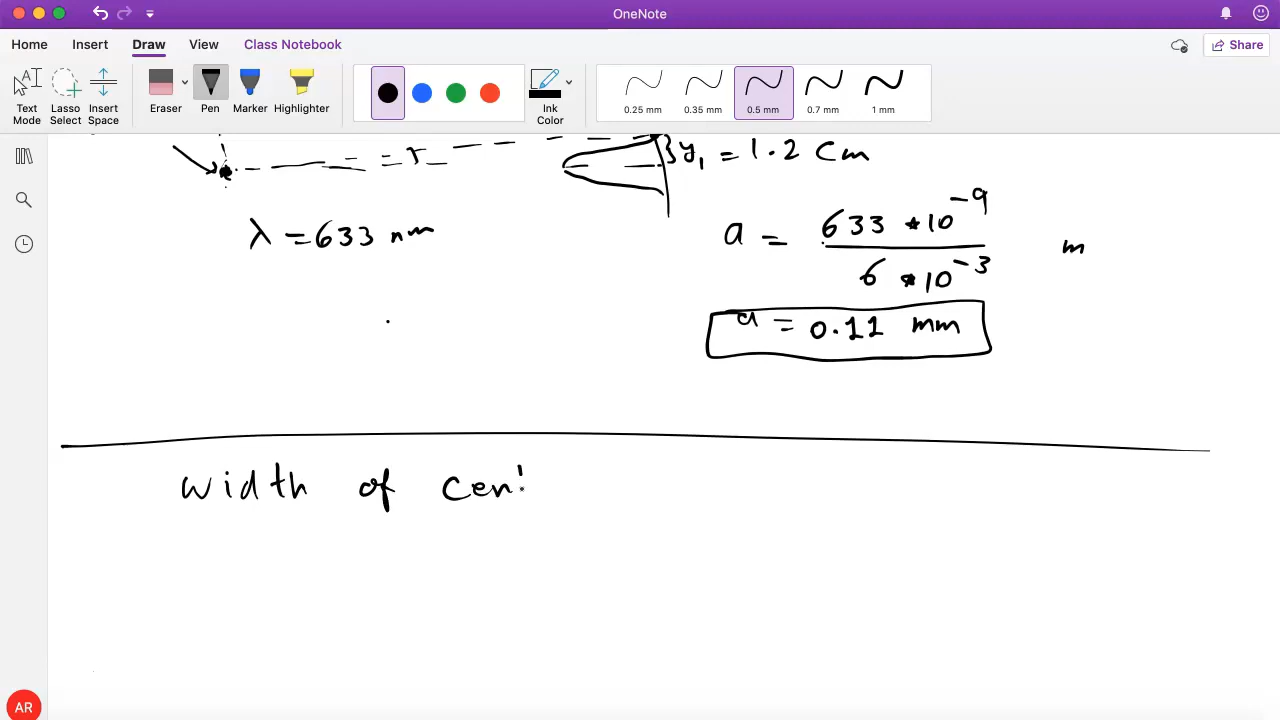 OneNote
Home Insert Draw View Class Notebook Share
Text Mode Lasso Select Insert Space Eraser Pen Marker Highlighter Ink Color 0.25 mm 0.35 mm 0.5 mm 0.7 mm 1 mm
= r } y₁ = 1.2 cm
λ = 633 nm
a = 633 * 10⁻⁹ m
6 * 10⁻³
a = 0.11 mm
width of cen
AR